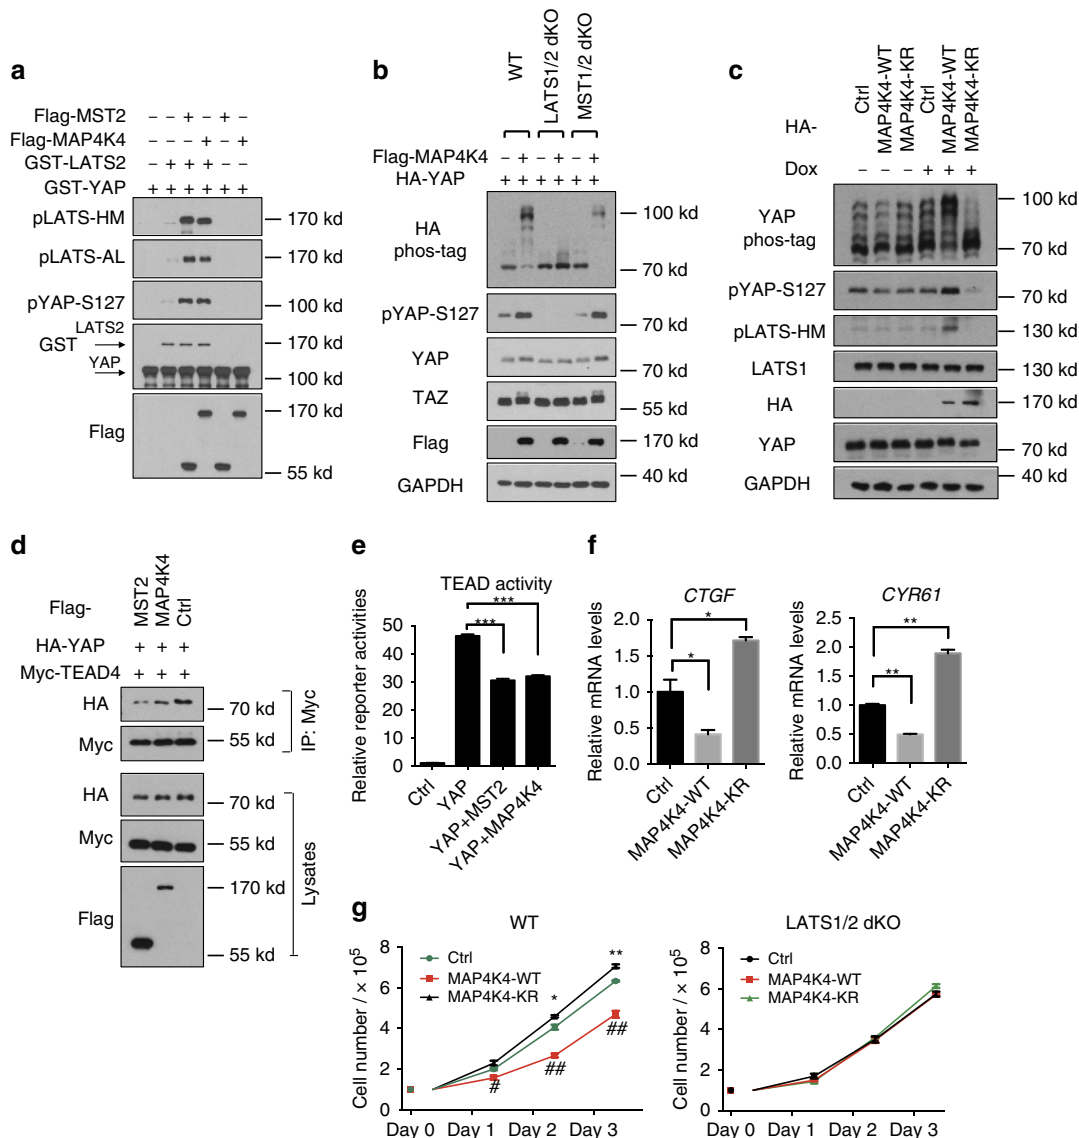 a
Flag-MST2 – – + – + –
Flag-MAP4K4 – – – + – +
GST-LATS2 – + + + – –
GST-YAP + + + + + +
pLATS-HM
170 kd
pLATS-AL
170 kd
pYAP-S127
100 kd
LATS2
GST
170 kd
YAP
100 kd
170 kd
Flag
55 kd
b
WT
LATS1/2 dKO
MST1/2 dKO
Flag-MAP4K4 – + – + – +
HA-YAP + + + + + +
100 kd
HA
phos-tag
70 kd
pYAP-S127
70 kd
YAP
70 kd
TAZ
55 kd
Flag
170 kd
40 kd
GAPDH
c
HA-
Ctrl
MAP4K4-WT
MAP4K4-KR
Ctrl
MAP4K4-WT
MAP4K4-KR
Dox – – – + + +
100 kd
YAP
phos-tag
70 kd
pYAP-S127
70 kd
pLATS-HM
130 kd
LATS1
130 kd
HA
170 kd
YAP
70 kd
40 kd
GAPDH
d
Flag-
MST2
MAP4K4
Ctrl
HA-YAP + + +
Myc-TEAD4 + + +
HA
70 kd
Myc
55 kd
IP: Myc
HA
70 kd
Myc
55 kd
170 kd
Flag
55 kd
Lysates
e
TEAD activity
Relative reporter activities
50
40
30
20
10
0
***
***
Ctrl
YAP
YAP+MST2
YAP+MAP4K4
f
CTGF
Relative mRNA levels
2.0
1.5
1.0
0.5
0.0
*
*
Ctrl
MAP4K4-WT
MAP4K4-KR
CYR61
Relative mRNA levels
2.5
2.0
1.5
1.0
0.5
0.0
**
**
Ctrl
MAP4K4-WT
MAP4K4-KR
g
WT
Cell number / × 10⁵
8
6
4
2
0
Ctrl
MAP4K4-WT
MAP4K4-KR
*
**
#
##
##
Day 0 Day 1 Day 2 Day 3
LATS1/2 dKO
Cell number / × 10⁵
8
6
4
2
0
Ctrl
MAP4K4-WT
MAP4K4-KR
Day 0 Day 1 Day 2 Day 3